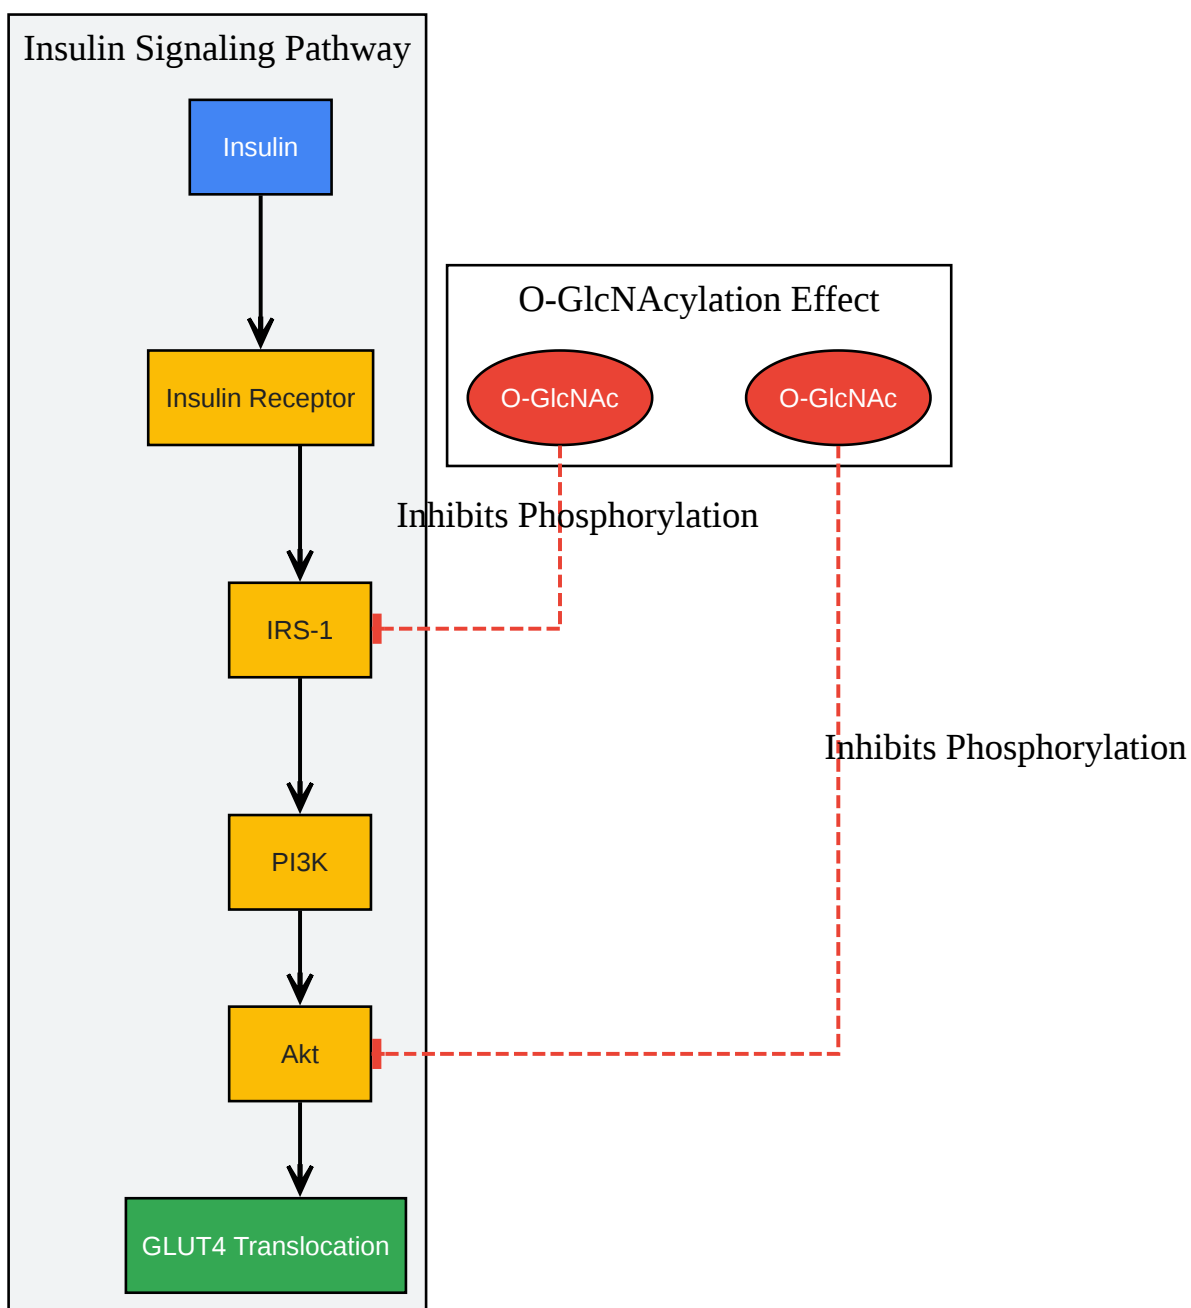 Insulin Signaling Pathway
Insulin
O-GlcNAcylation Effect
Insulin Receptor
O-GlcNAc
O-GlcNAc
Inhibits Phosphorylation
IRS-1
Inhibits Phosphorylation
PI3K
Akt
GLUT4 Translocation